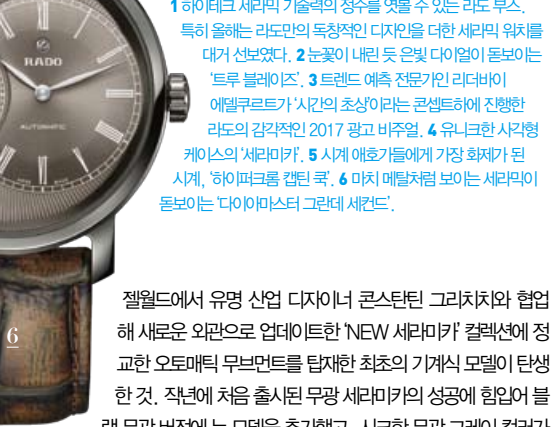 1 하이테크 세라믹 기술력의 정수를 엿볼 수 있는 라도 부스.
특히 올해는 라도만의 독창적인 디자인을 더한 세라믹 워치를
대거 선보였다. 2 눈꽃이 내린 듯 은빛 다이얼이 돋보이는
‘트루 블레이즈’. 3 트렌드 예측 전문가인 리더바이
에델쿠르트가 ‘시간의 초상’이라는 콘셉트하에 진행한
라도의 감각적인 2017 광고 비주얼. 4 유니크한 사각형
케이스의 ‘세라미카’. 5 시계 애호가들에게 가장 화제가 된
시계, ‘하이퍼크롬 캡틴 쿡’. 6 마치 메탈처럼 보이는 세라믹이
돋보이는 ‘다이아마스터 그란데 세컨드’.
RADO
AUTOMATIC
6
젤월드에서 유명 산업 디자이너 콘스탄틴 그리치치와 협업
해 새로운 외관으로 업데이트한 ‘NEW 세라미카’ 컬렉션에 정
교한 오토매틱 무브먼트를 탑재한 최초의 기계식 모델이 탄생
한 것. 작년에 처음 출시된 무광 세라미카의 성공에 힘입어 블